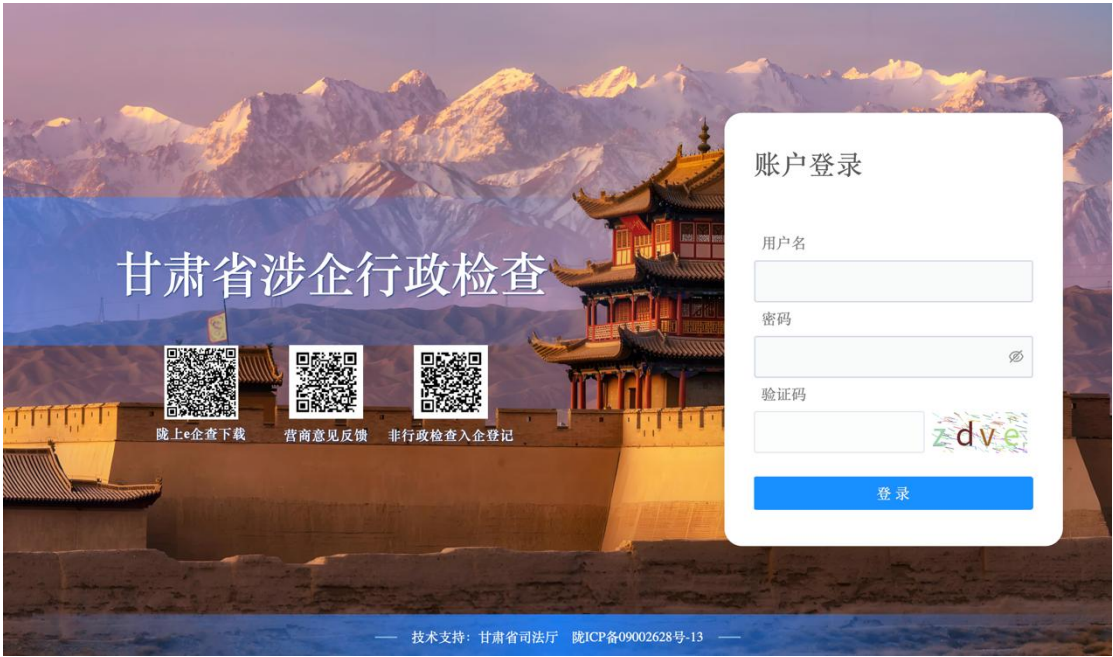 甘肃省涉企行政检查
陇上e企查下载
营商意见反馈
非行政检查入企登记
账户登录
用户名
密码
验证码
zdve
登录
技术支持：甘肃省司法厅 陇ICP备09002628号-13